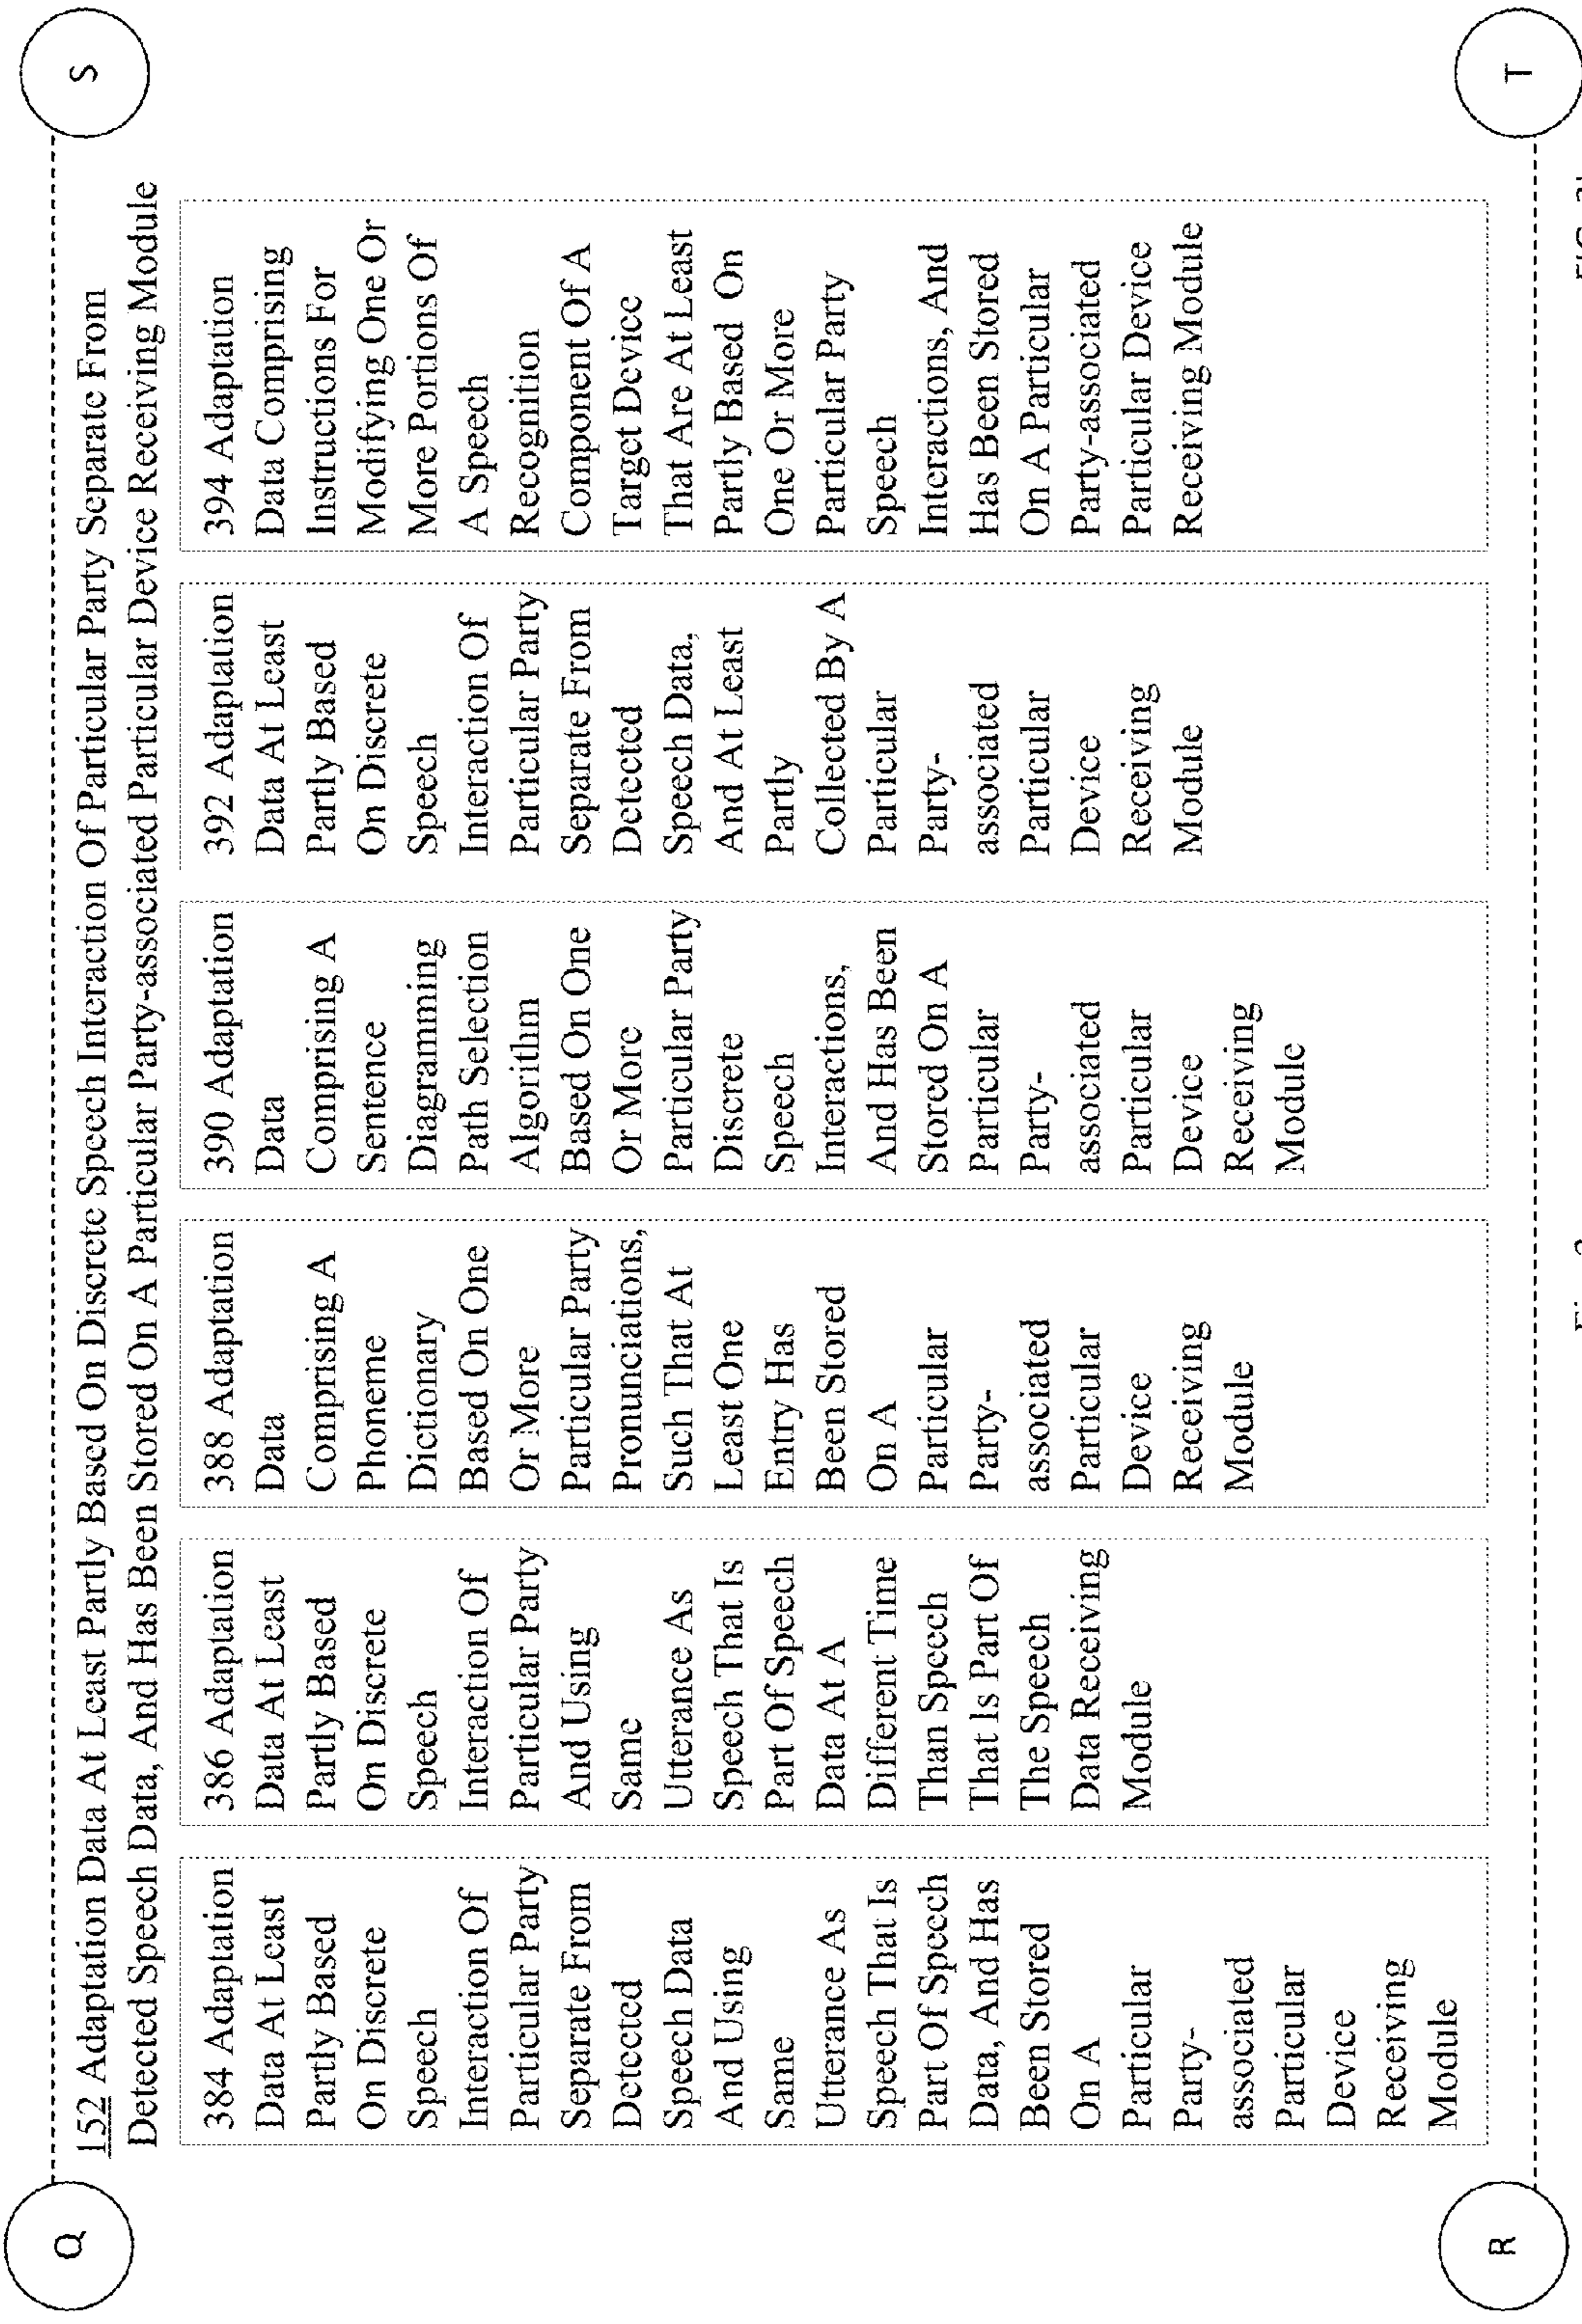 Q
S
152 Adaptation Data At Least Partly Based On Discrete Speech Interaction Of Particular Party Separate From
Detected Speech Data, And Has Been Stored On A Particular Party-associated Particular Device Receiving Module
384 Adaptation
Data At Least
Partly Based
On Discrete
Speech
Interaction Of
Particular Party
Separate From
Detected
Speech Data
And Using
Same
Utterance As
Speech That Is
Part Of Speech
Data, And Has
Been Stored
On A
Particular
Party-
associated
Particular
Device
Receiving
Module
386 Adaptation
Data At Least
Partly Based
On Discrete
Speech
Interaction Of
Particular Party
And Using
Same
Utterance As
Speech That Is
Part Of Speech
Data At A
Different Time
Than Speech
That Is Part Of
The Speech
Data Receiving
Module
388 Adaptation
Data
Comprising A
Phoneme
Dictionary
Based On One
Or More
Particular Party
Pronunciations,
Such That At
Least One
Entry Has
Been Stored
On A
Particular
Party-
associated
Particular
Device
Receiving
Module
390 Adaptation
Data
Comprising A
Sentence
Diagramming
Path Selection
Algorithm
Based On One
Or More
Particular Party
Discrete
Speech
Interactions,
And Has Been
Stored On A
Particular
Party-
associated
Particular
Device
Receiving
Module
392 Adaptation
Data At Least
Partly Based
On Discrete
Speech
Interaction Of
Particular Party
Separate From
Detected
Speech Data,
And At Least
Partly
Collected By A
Particular
Party-
associated
Particular
Device
Receiving
Module
394 Adaptation
Data Comprising
Instructions For
Modifying One Or
More Portions Of
A Speech
Recognition
Component Of A
Target Device
That Are At Least
Partly Based On
One Or More
Particular Party
Speech
Interactions, And
Has Been Stored
On A Particular
Party-associated
Particular Device
Receiving Module
R
T